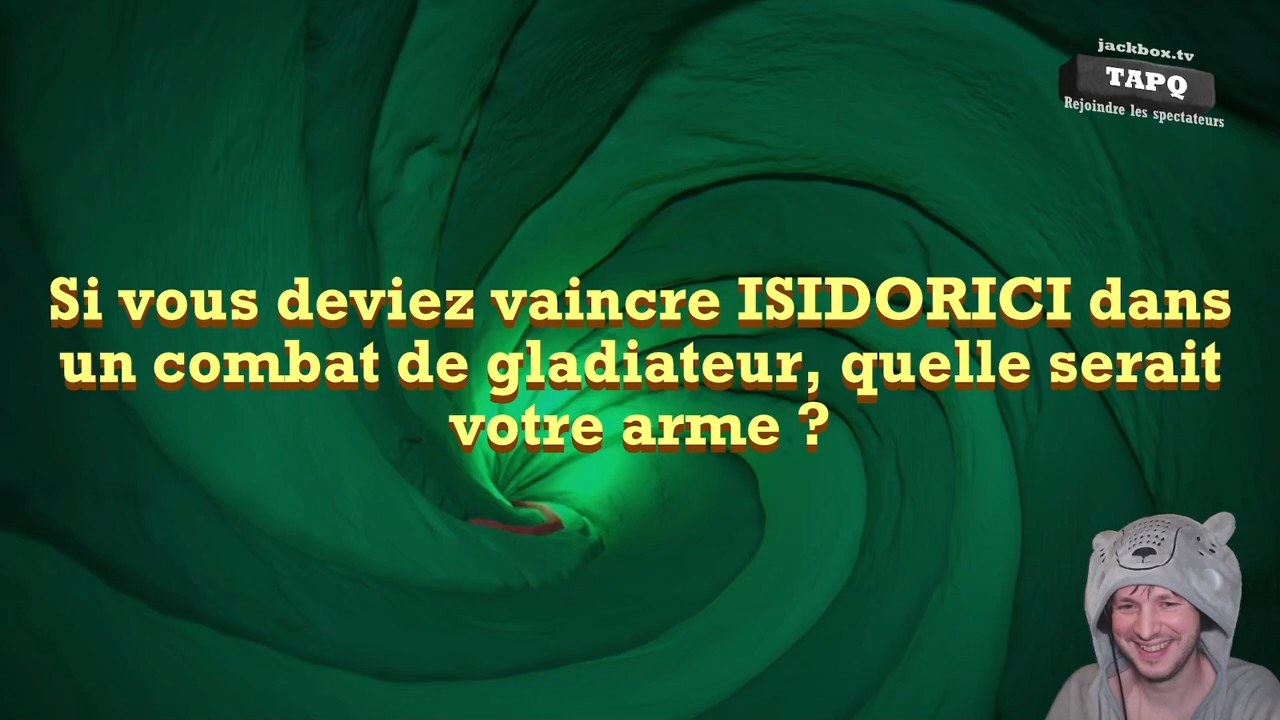 jackbox.tv
TAPQ
Rejoindre les spectateurs
Si vous deviez vaincre ISIDORICI dans
un combat de gladiateur, quelle serait
votre arme ?